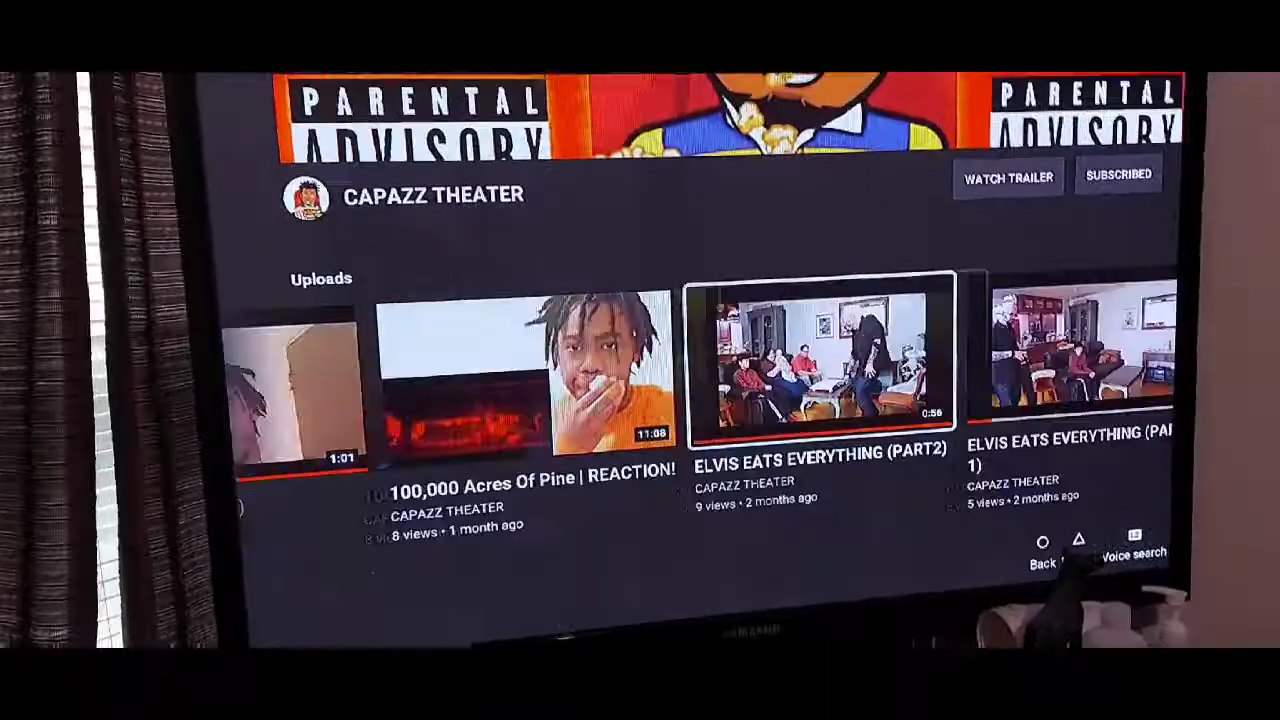 PARENTAL
ADVISORY
PARENTAL
ADVISORY
CAPAZZ THEATER
WATCH TRAILER
SUBSCRIBED
Uploads
1:01
11:08
0:56
100,000 Acres Of Pine | REACTION!
CAPAZZ THEATER
8 views • 1 month ago
ELVIS EATS EVERYTHING (PART2)
CAPAZZ THEATER
9 views • 2 months ago
ELVIS EATS EVERYTHING (PAR
1)
CAPAZZ THEATER
5 views • 2 months ago
Back
Voice search
SAMSUNG